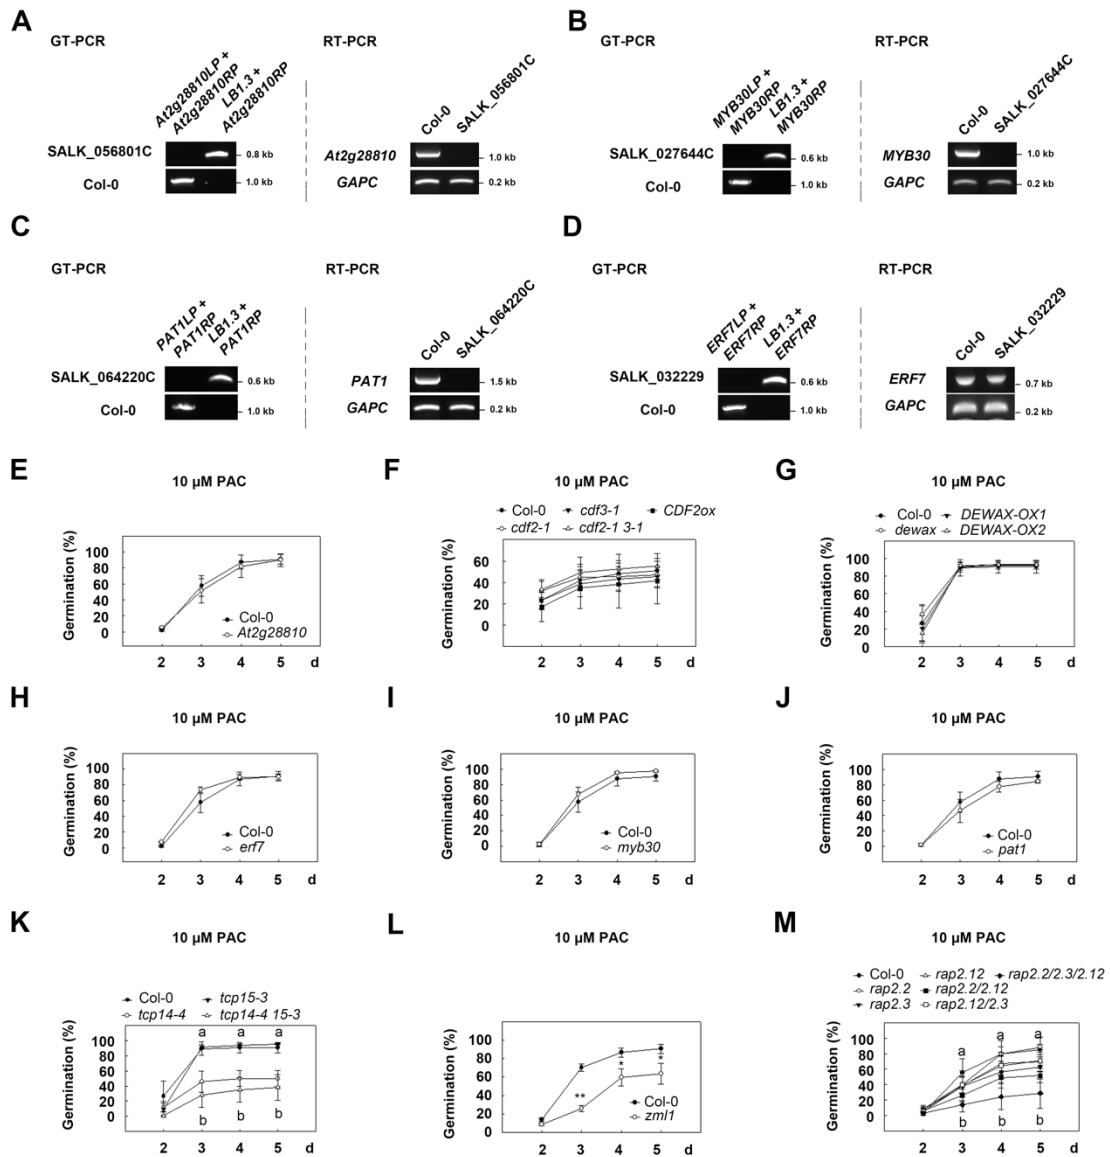 A
GT-PCR
RT-PCR
At2g28810LP +
At2g28810RP
LB1.3 +
At2g28810RP
Col-0
SALK_056801C
SALK_056801C
0.8 kb
Col-0
1.0 kb
At2g28810
1.0 kb
GAPC
0.2 kb
B
GT-PCR
RT-PCR
MYB30LP +
MYB30RP
LB1.3 +
MYB30RP
Col-0
SALK_027644C
SALK_027644C
0.6 kb
Col-0
1.0 kb
MYB30
1.0 kb
GAPC
0.2 kb
C
GT-PCR
RT-PCR
PAT1LP +
PAT1RP
LB1.3 +
PAT1RP
Col-0
SALK_064220C
SALK_064220C
0.6 kb
Col-0
1.0 kb
PAT1
1.5 kb
GAPC
0.2 kb
D
GT-PCR
RT-PCR
ERF7LP +
ERF7RP
LB1.3 +
ERF7RP
Col-0
SALK_032229
SALK_032229
0.6 kb
Col-0
1.0 kb
ERF7
0.7 kb
GAPC
0.2 kb
E
10 µM PAC
Germination (%)
100
80
60
40
20
0
Col-0
At2g28810
2 3 4 5 d
F
10 µM PAC
Col-0 cdf3-1 CDF2ox
cdf2-1 cdf2-1 3-1
Germination (%)
60
40
20
0
2 3 4 5 d
G
10 µM PAC
Col-0 DEWAX-OX1
dewax DEWAX-OX2
Germination (%)
100
80
60
40
20
0
2 3 4 5 d
H
10 µM PAC
Germination (%)
100
80
60
40
20
0
Col-0
erf7
2 3 4 5 d
I
10 µM PAC
Germination (%)
100
80
60
40
20
0
Col-0
myb30
2 3 4 5 d
J
10 µM PAC
Germination (%)
100
80
60
40
20
0
Col-0
pat1
2 3 4 5 d
K
10 µM PAC
Col-0 tcp15-3
tcp14-4 tcp14-4 15-3
Germination (%)
100
80
60
40
20
0
a a a
b b b
2 3 4 5 d
L
10 µM PAC
Germination (%)
100
80
60
40
20
0
** * *
Col-0
zml1
2 3 4 5 d
M
10 µM PAC
Col-0 rap2.12 rap2.2/2.3/2.12
rap2.2 rap2.2/2.12
rap2.3 rap2.12/2.3
Germination (%)
100
80
60
40
20
0
a a a
b b b
2 3 4 5 d